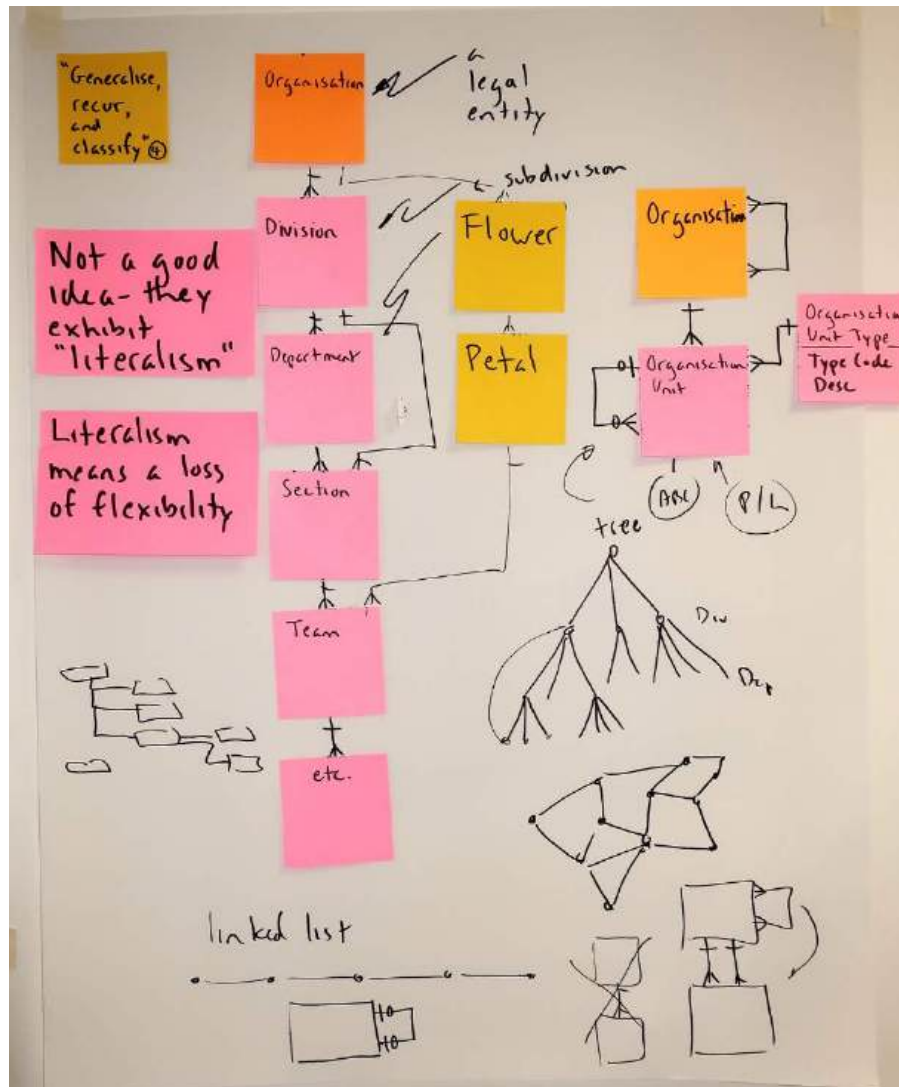 "Generalise,
recur,
and
classify" ④
Organisation
a
legal
entity
a subdivision
Division
Flower
Organisation
Not a good
idea - they
exhibit
"literalism"
Department
Petal
Organisation
Unit
Organisation
Unit Type
Type Code
Desc
Literalism
means a loss
of flexibility
Section
P/L
tree
Team
Div
etc.
linked list